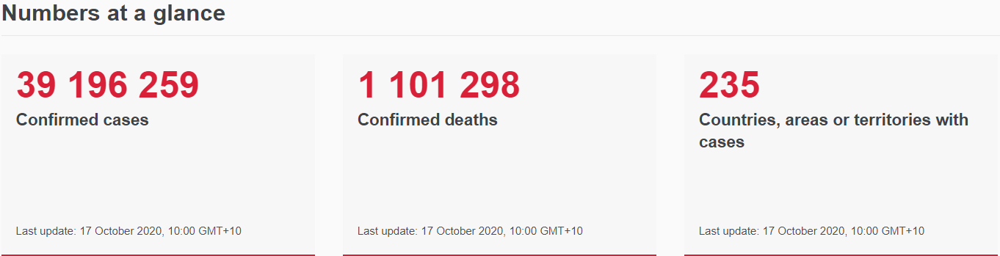 Numbers at a glance
39 196 259
Confirmed cases
Last update: 17 October 2020, 10:00 GMT+10
1 101 298
Confirmed deaths
Last update: 17 October 2020, 10:00 GMT+10
235
Countries, areas or territories with
cases
Last update: 17 October 2020, 10:00 GMT+10